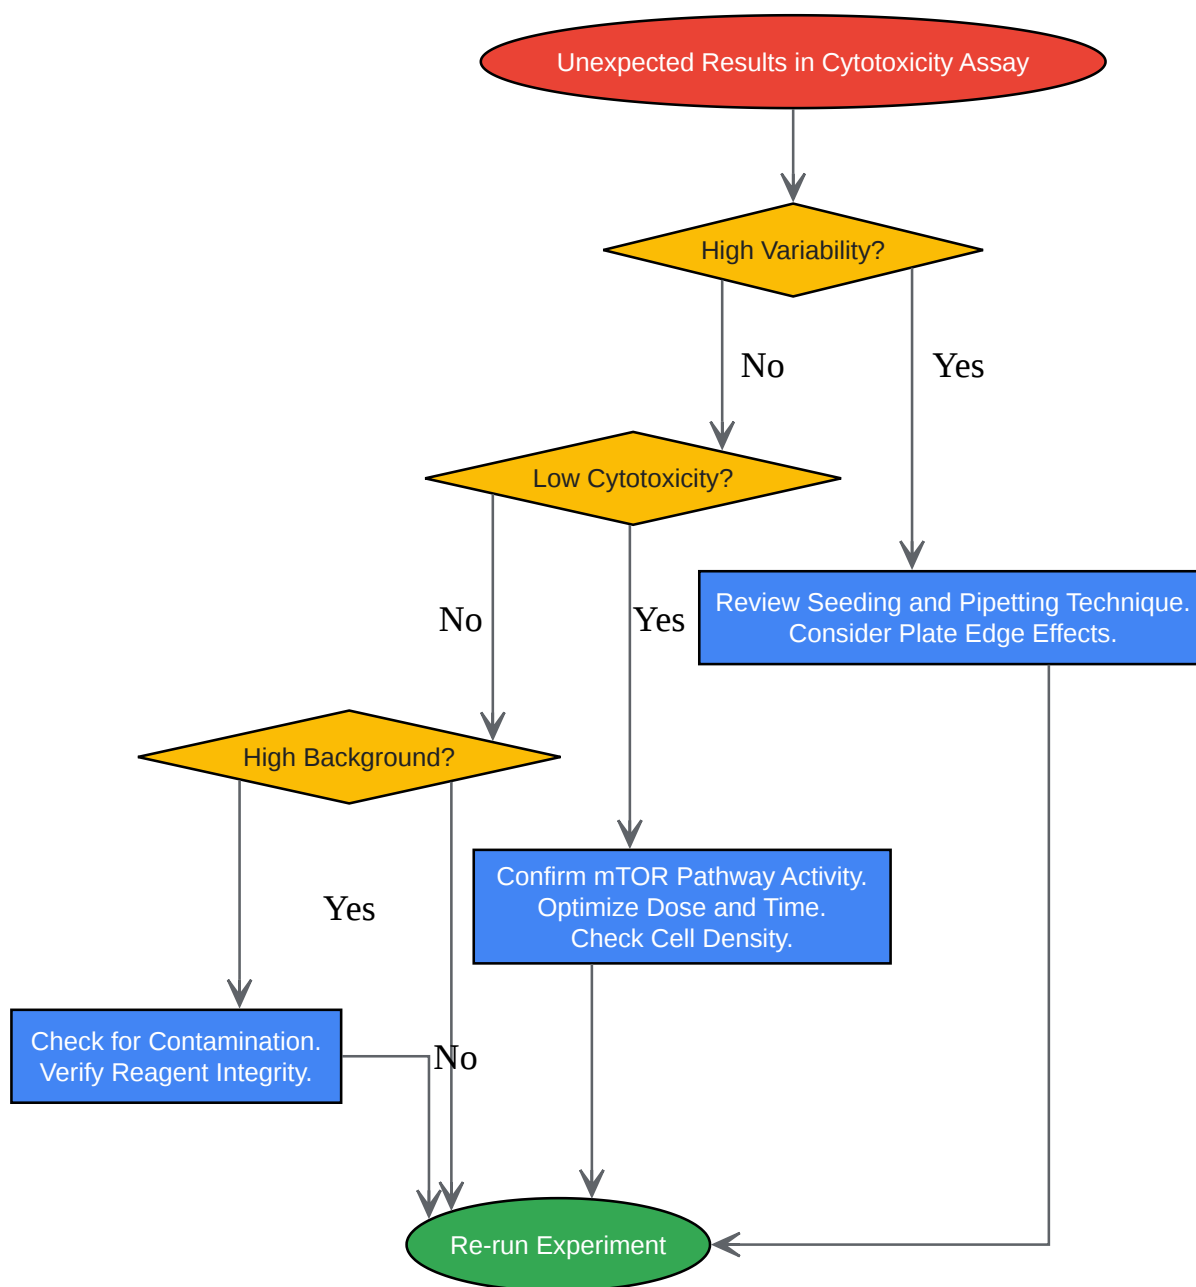 Unexpected Results in Cytotoxicity Assay
High Variability?
No
Yes
Low Cytotoxicity?
No
Yes
Review Seeding and Pipetting Technique.
Consider Plate Edge Effects.
High Background?
Yes
Confirm mTOR Pathway Activity.
Optimize Dose and Time.
Check Cell Density.
Check for Contamination.
Verify Reagent Integrity.
No
Re-run Experiment